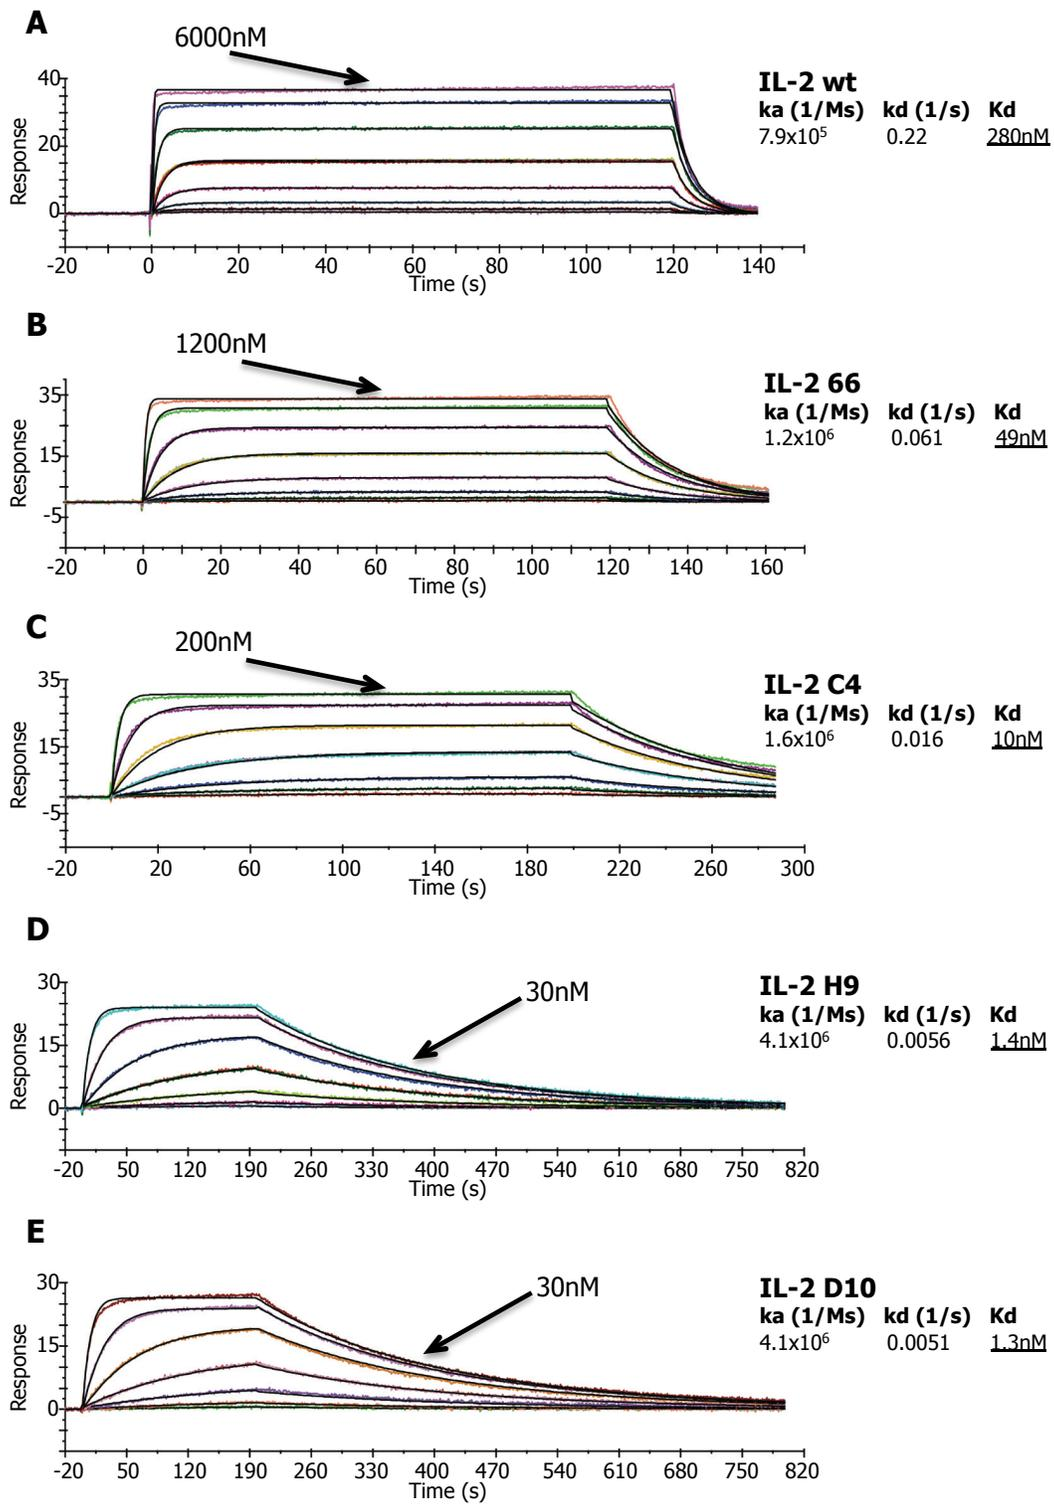 A
6000nM
40
20
0
Response
-20 0 20 40 60 80 100 120 140
Time (s)
IL-2 wt
ka (1/Ms) kd (1/s) Kd
7.9x10⁵ 0.22 280nM
B
1200nM
35
15
-5
Response
-20 0 20 40 60 80 100 120 140 160
Time (s)
IL-2 66
ka (1/Ms) kd (1/s) Kd
1.2x10⁶ 0.061 49nM
C
200nM
35
15
-5
Response
-20 20 60 100 140 180 220 260 300
Time (s)
IL-2 C4
ka (1/Ms) kd (1/s) Kd
1.6x10⁶ 0.016 10nM
D
30nM
30
15
0
Response
-20 50 120 190 260 330 400 470 540 610 680 750 820
Time (s)
IL-2 H9
ka (1/Ms) kd (1/s) Kd
4.1x10⁶ 0.0056 1.4nM
E
30nM
30
15
0
Response
-20 50 120 190 260 330 400 470 540 610 680 750 820
Time (s)
IL-2 D10
ka (1/Ms) kd (1/s) Kd
4.1x10⁶ 0.0051 1.3nM